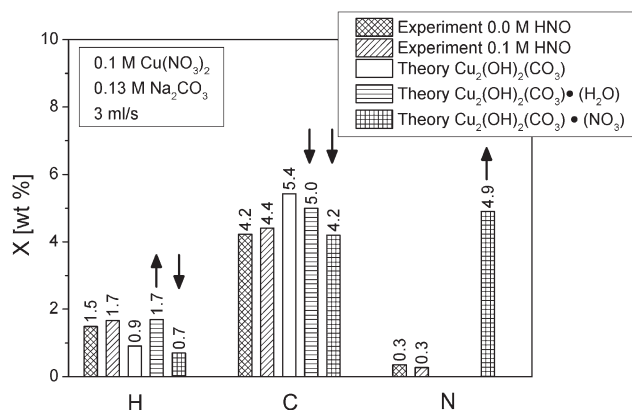 Experiment 0.0 M HNO
Experiment 0.1 M HNO
Theory Cu₂(OH)₂(CO₃)
Theory Cu₂(OH)₂(CO₃)• (H₂O)
Theory Cu₂(OH)₂(CO₃) • (NO₃)
0.1 M Cu(NO₃)₂
0.13 M Na₂CO₃
3 ml/s
X [wt %]
10
8
6
4
2
0
1.5
1.7
0.9
1.7
0.7
4.2
4.4
5.4
5.0
4.2
0.3
0.3
4.9
H
C
N